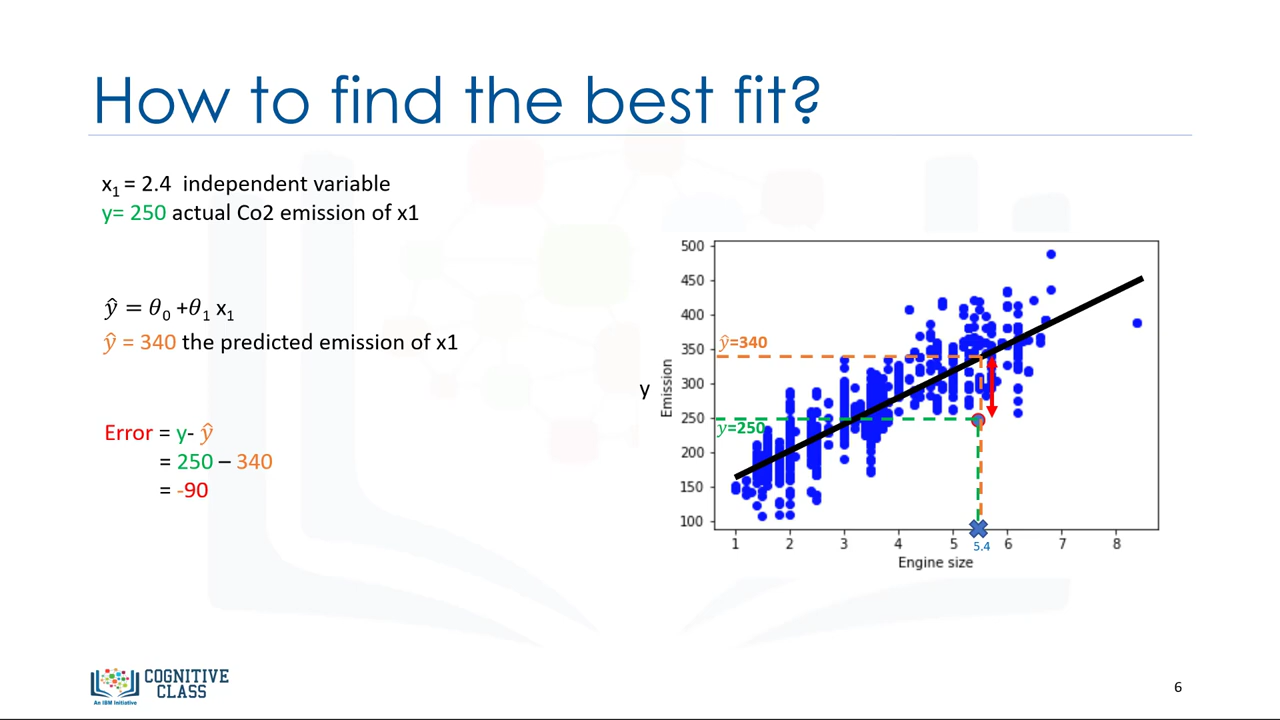 How to find the best fit?
x₁ = 2.4 independent variable
y= 250 actual Co2 emission of x1
ŷ = θ₀ +θ₁ x₁
ŷ = 340 the predicted emission of x1
Error = y- ŷ
= 250 – 340
= -90
500
450
400
350
300
250
200
150
100
y
Emission
ŷ=340
y=250
5.4
1 2 3 4 5 6 7 8
Engine size
COGNITIVE
CLASS
An IBM Initiative
6